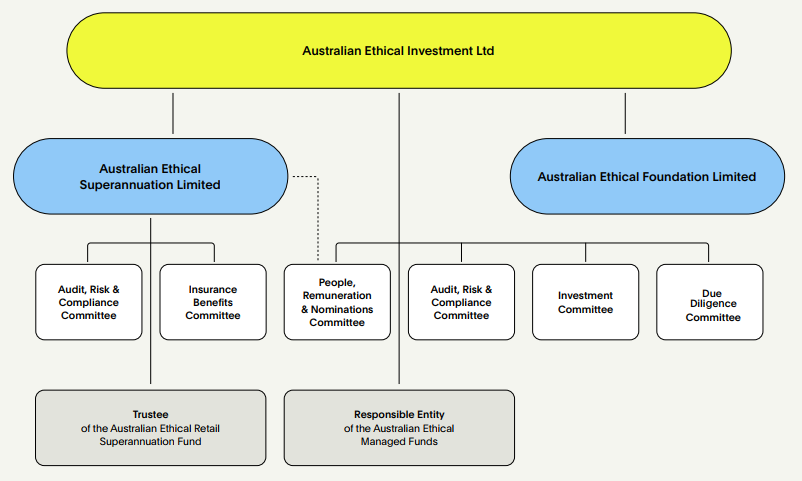 Australian Ethical Investment Ltd
Australian Ethical
Superannuation Limited
Australian Ethical Foundation Limited
Audit, Risk &
Compliance
Committee
Insurance
Benefits
Committee
People,
Remuneration
& Nominations
Committee
Audit, Risk &
Compliance
Committee
Investment
Committee
Due
Diligence
Committee
Trustee
of the Australian Ethical Retail
Superannuation Fund
Responsible Entity
of the Australian Ethical
Managed Funds